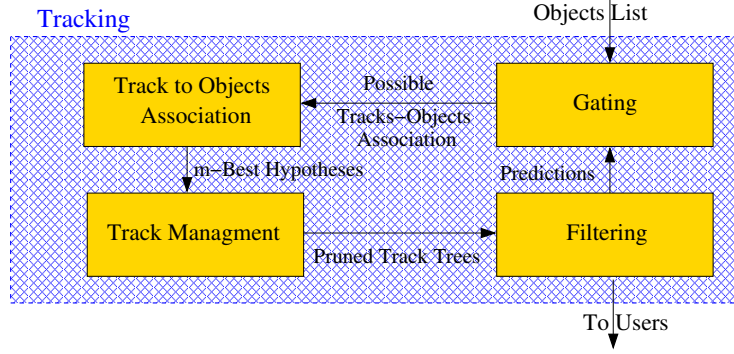 Tracking
Objects List
Track to Objects
Association
Possible
Tracks−Objects
Association
Gating
m−Best Hypotheses
Predictions
Track Managment
Pruned Track Trees
Filtering
To Users